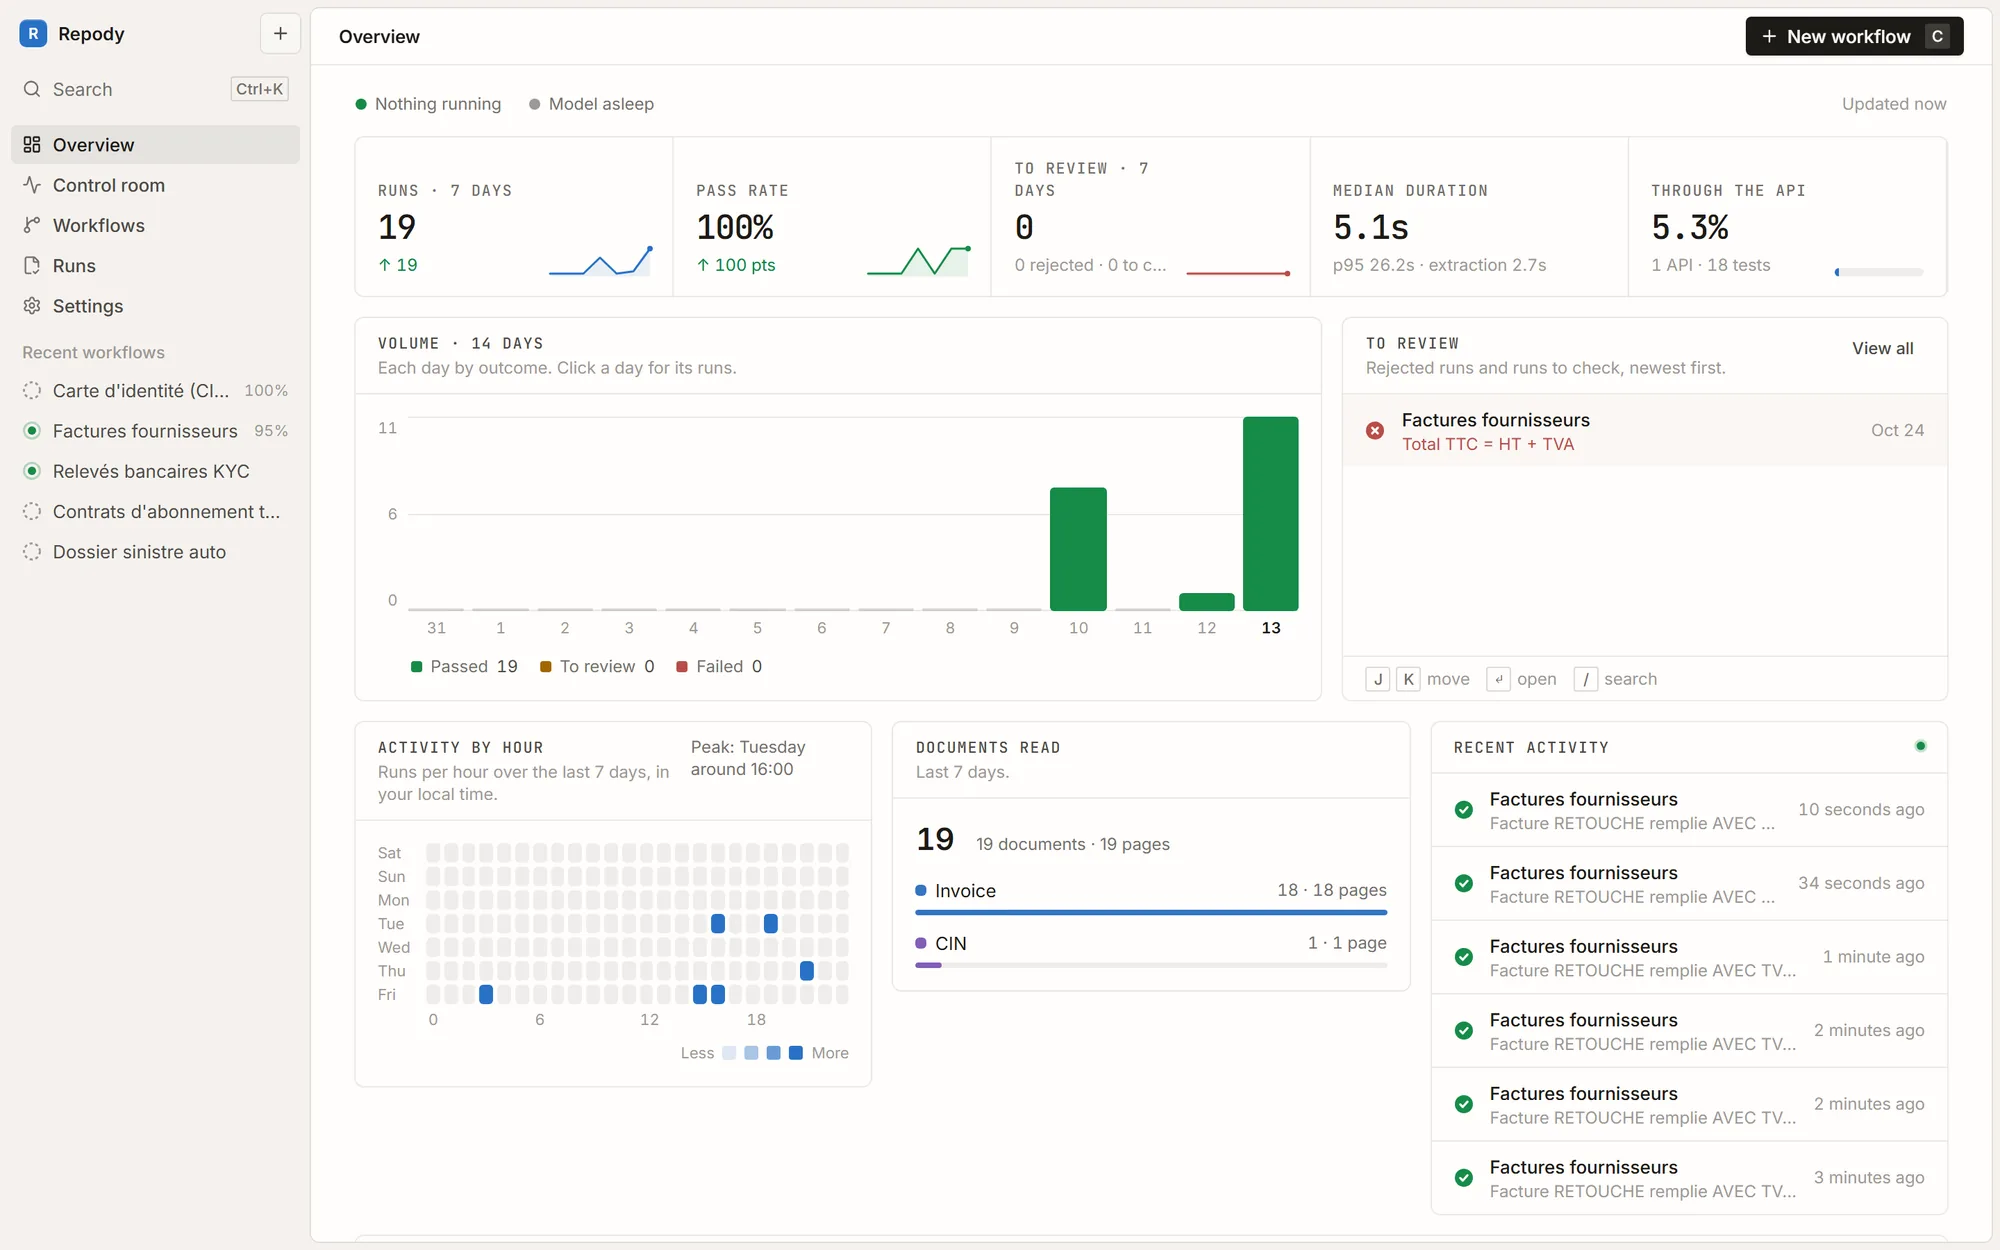 R Repody +
Search Ctrl+K
Overview
Control room
Workflows
Runs
Settings
Recent workflows
Carte d'identité (CI... 100%
Factures fournisseurs 95%
Relevés bancaires KYC
Contrats d'abonnement t...
Dossier sinistre auto
Overview
+ New workflow C
Nothing running Model asleep
Updated now
RUNS · 7 DAYS
19
↑ 19
PASS RATE
100%
↑ 100 pts
TO REVIEW · 7
DAYS
0
0 rejected · 0 to c...
MEDIAN DURATION
5.1s
p95 26.2s · extraction 2.7s
THROUGH THE API
5.3%
1 API · 18 tests
VOLUME · 14 DAYS
Each day by outcome. Click a day for its runs.
11
6
0
31 1 2 3 4 5 6 7 8 9 10 11 12 13
Passed 19 To review 0 Failed 0
TO REVIEW
Rejected runs and runs to check, newest first.
View all
Factures fournisseurs
Total TTC = HT + TVA
Oct 24
J K move ↵ open / search
ACTIVITY BY HOUR
Runs per hour over the last 7 days, in
your local time.
Peak: Tuesday
around 16:00
Sat
Sun
Mon
Tue
Wed
Thu
Fri
0 6 12 18
Less More
DOCUMENTS READ
Last 7 days.
19 19 documents · 19 pages
Invoice 18 · 18 pages
CIN 1 · 1 page
RECENT ACTIVITY
Factures fournisseurs
Facture RETOUCHE remplie AVEC ...
10 seconds ago
Factures fournisseurs
Facture RETOUCHE remplie AVEC ...
34 seconds ago
Factures fournisseurs
Facture RETOUCHE remplie AVEC TV...
1 minute ago
Factures fournisseurs
Facture RETOUCHE remplie AVEC TV...
2 minutes ago
Factures fournisseurs
Facture RETOUCHE remplie AVEC TV...
2 minutes ago
Factures fournisseurs
Facture RETOUCHE remplie AVEC TV...
3 minutes ago